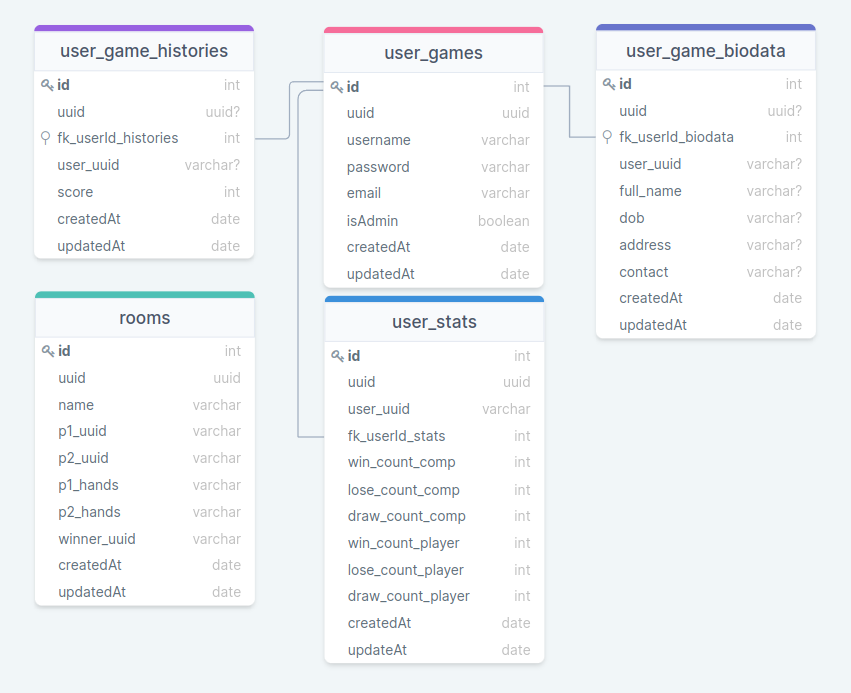 user_game_histories
id int
uuid uuid?
fk_userId_histories int
user_uuid varchar?
score int
createdAt date
updatedAt date
user_games
id int
uuid uuid
username varchar
password varchar
email varchar
isAdmin boolean
createdAt date
updatedAt date
user_game_biodata
id int
uuid uuid?
fk_userId_biodata int
user_uuid varchar?
full_name varchar?
dob varchar?
address varchar?
contact varchar?
createdAt date
updatedAt date
rooms
id int
uuid uuid
name varchar
p1_uuid varchar
p2_uuid varchar
p1_hands varchar
p2_hands varchar
winner_uuid varchar
createdAt date
updatedAt date
user_stats
id int
uuid uuid
user_uuid varchar
fk_userId_stats int
win_count_comp int
lose_count_comp int
draw_count_comp int
win_count_player int
lose_count_player int
draw_count_player int
createdAt date
updateAt date